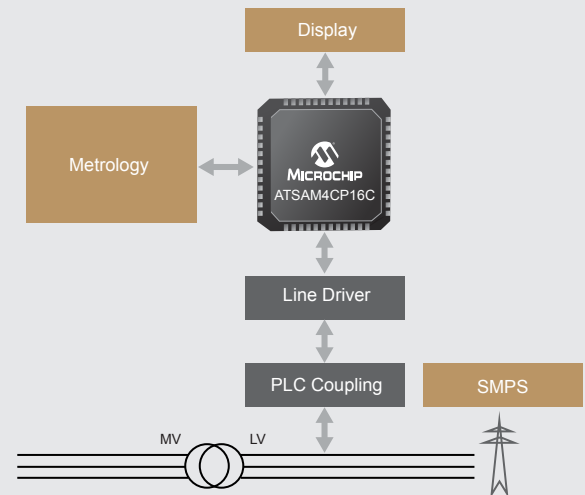 Display
Metrology
MICROCHIP
ATSAM4CP16C
Line Driver
PLC Coupling
SMPS
MV
LV